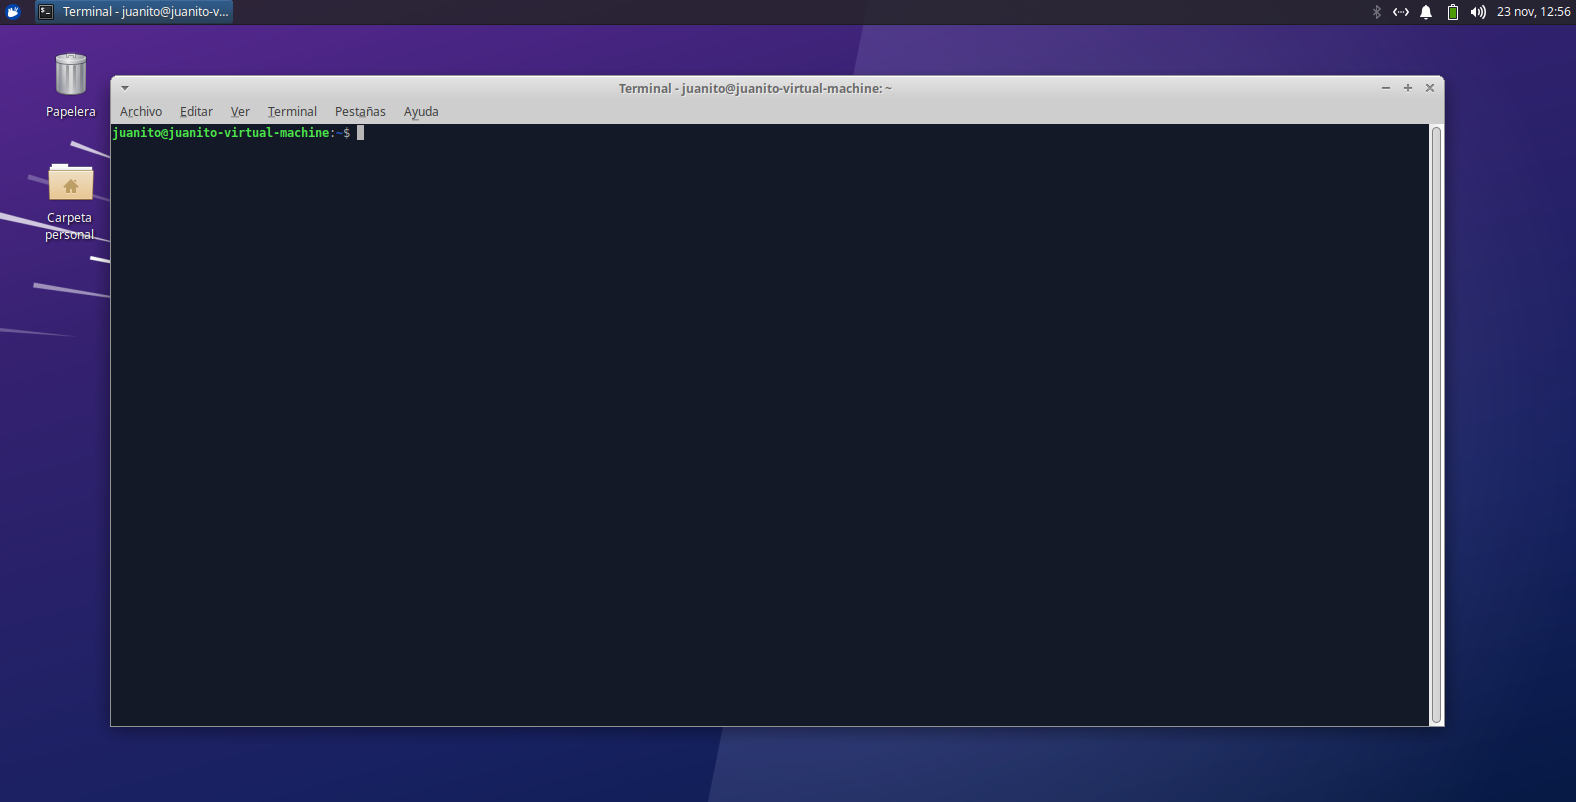 Terminal - juanito@juanito-v...
23 nov, 12:56
Papelera
Carpeta
personal
Terminal - juanito@juanito-virtual-machine: ~
Archivo Editar Ver Terminal Pestañas Ayuda
juanito@juanito-virtual-machine:~$